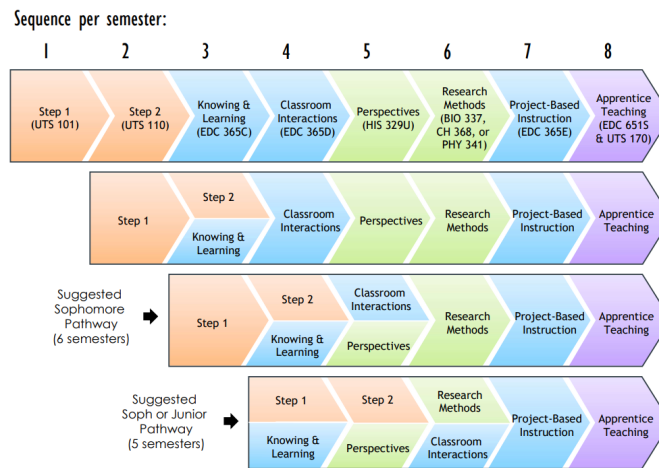 Sequence per semester:
1 2 3 4 5 6 7 8
Step 1
(UTS 101)
Step 2
(UTS 110)
Knowing &
Learning
(EDC 365C)
Classroom
Interactions
(EDC 365D)
Perspectives
(HIS 329U)
Research
Methods
(BIO 337,
CH 368, or
PHY 341)
Project-Based
Instruction
(EDC 365E)
Apprentice
Teaching
(EDC 651S
& UTS 170)
Step 1
Step 2
Knowing &
Learning
Classroom
Interactions
Perspectives
Research
Methods
Project-Based
Instruction
Apprentice
Teaching
Suggested
Sophomore
Pathway
(6 semesters)
Step 1
Step 2
Knowing &
Learning
Classroom
Interactions
Perspectives
Research
Methods
Project-Based
Instruction
Apprentice
Teaching
Suggested
Soph or Junior
Pathway
(5 semesters)
Step 1
Knowing &
Learning
Step 2
Perspectives
Research
Methods
Classroom
Interactions
Project-Based
Instruction
Apprentice
Teaching